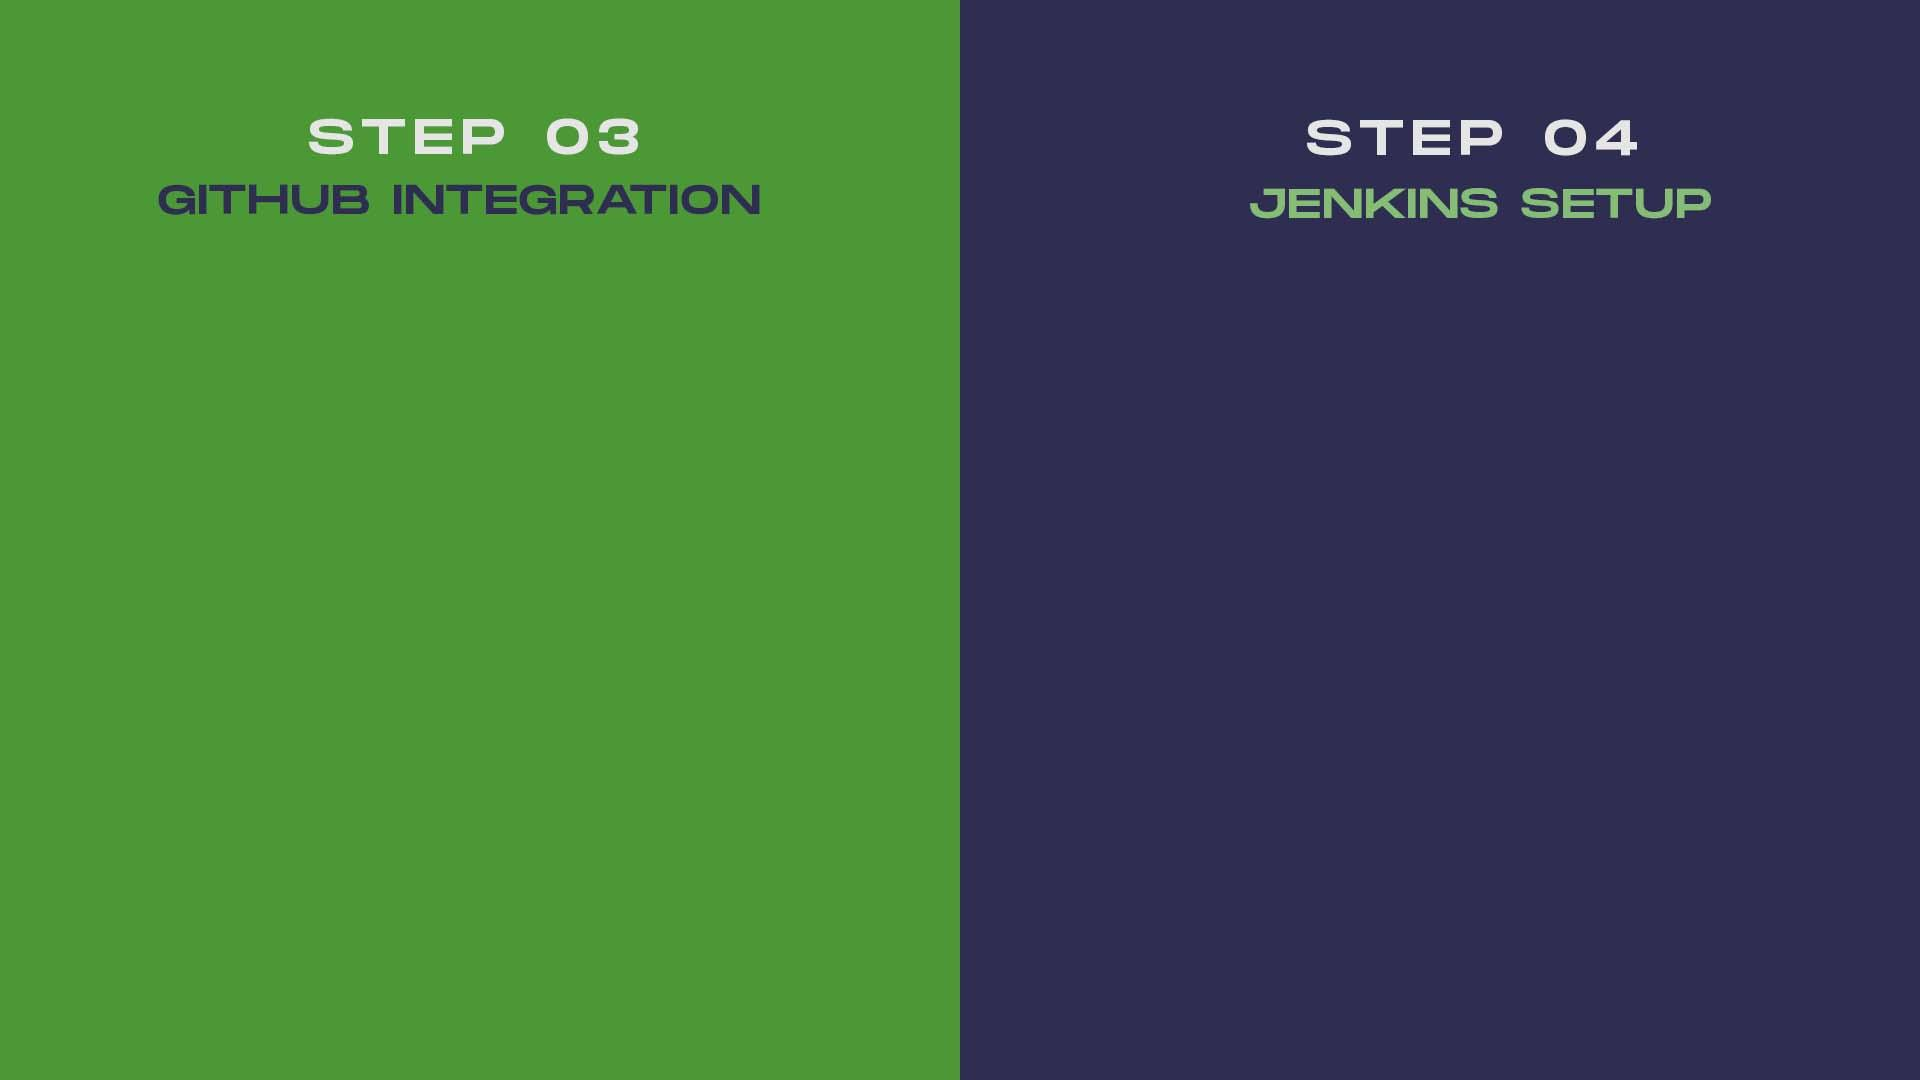 STEP 03
GITHUB INTEGRATION
STEP 04
JENKINS SETUP